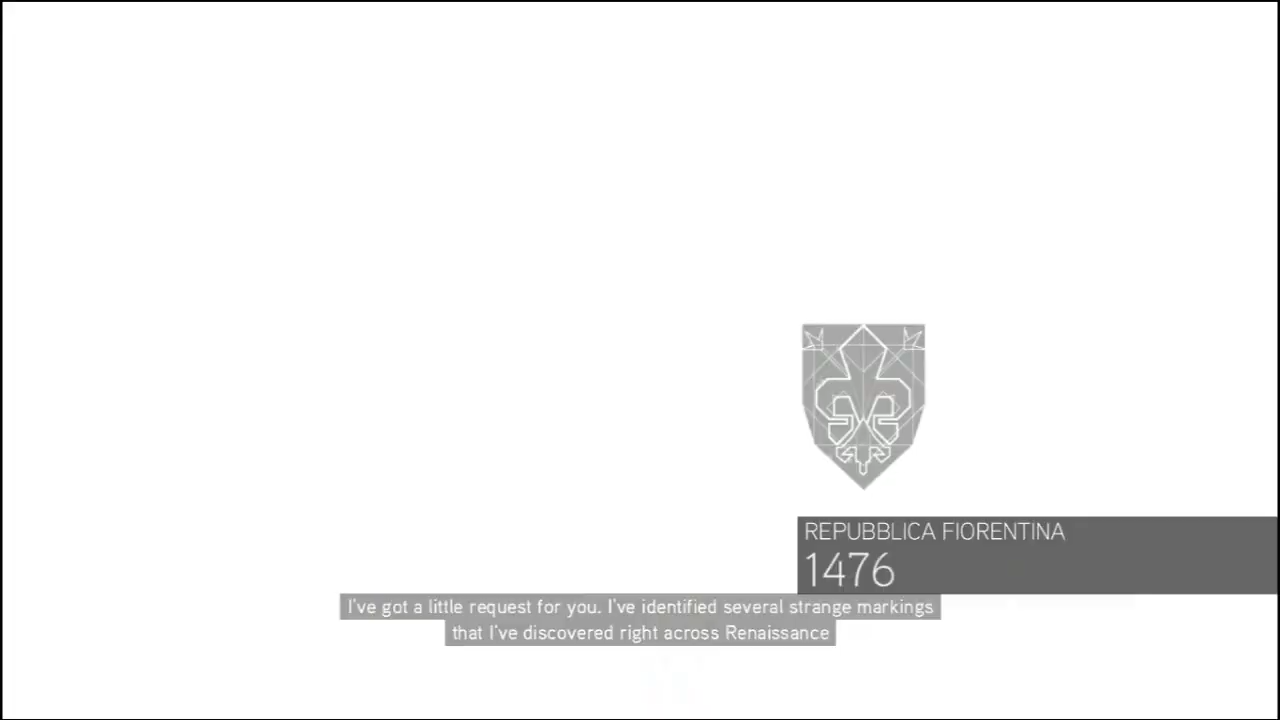 REPUBBLICA FIORENTINA
1476
I've got a little request for you. I've identified several strange markings
that I've discovered right across Renaissance